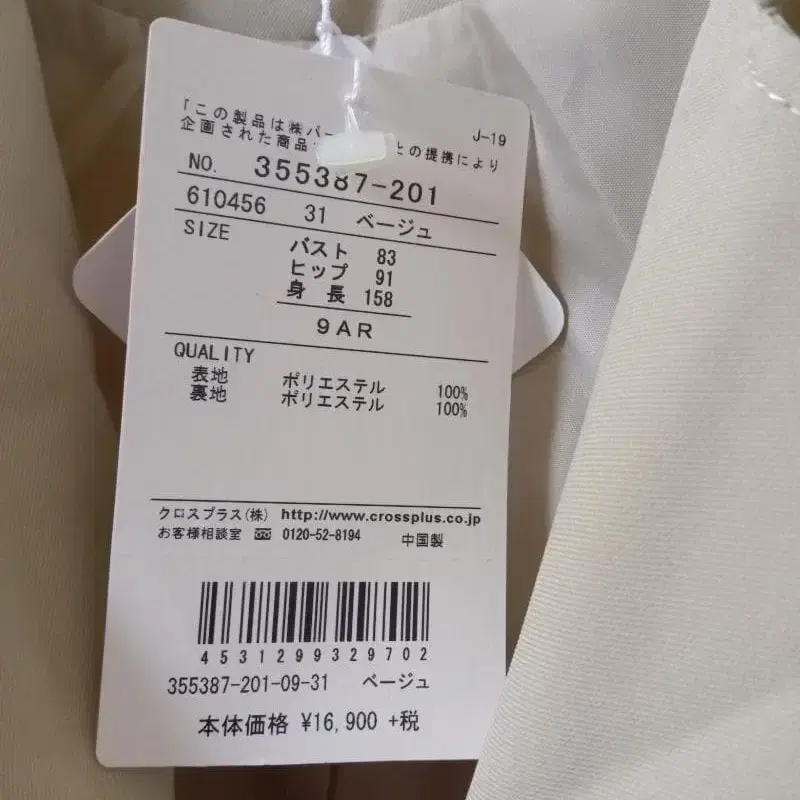 J-19
「この製品は㈱パー との提携により
企画された商品
NO. 355387-201
610456 31 ベージュ
SIZE
バスト 83
ヒップ 91
身長 158
9AR
QUALITY
表地 ポリエステル 100%
裏地 ポリエステル 100%
クロスプラス(株) http://www.crossplus.co.jp
お客様相談室 0120-52-8194 中国製
4531299329702
355387-201-09-31 ベージュ
本体価格 ¥16,900 +税